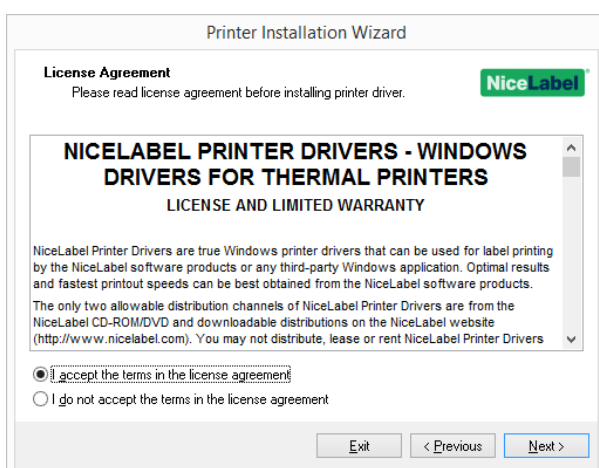 Printer Installation Wizard
License Agreement
Please read license agreement before installing printer driver.
NiceLabel
NICELABEL PRINTER DRIVERS - WINDOWS
DRIVERS FOR THERMAL PRINTERS
LICENSE AND LIMITED WARRANTY
NiceLabel Printer Drivers are true Windows printer drivers that can be used for label printing
by the NiceLabel software products or any third-party Windows application. Optimal results
and fastest printout speeds can be best obtained from the NiceLabel software products.
The only two allowable distribution channels of NiceLabel Printer Drivers are from the
NiceLabel CD-ROM/DVD and downloadable distributions on the NiceLabel website
(http://www.nicelabel.com). You may not distribute, lease or rent NiceLabel Printer Drivers
I accept the terms in the license agreement
I do not accept the terms in the license agreement
Exit
< Previous
Next >